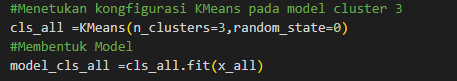 #Menetukan kongfigurasi KMeans pada model cluster 3
cls_all =KMeans(n_clusters=3,random_state=0)
#Membentuk Model
model_cls_all =cls_all.fit(x_all)